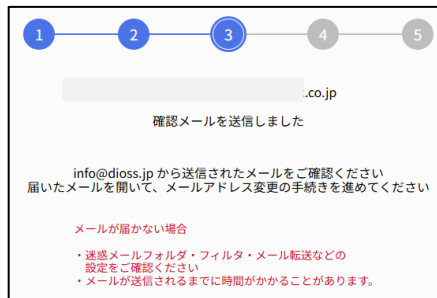 1 2 3 4 5
.co.jp
確認メールを送信しました
info@dioss.jp から送信されたメールをご確認ください
届いたメールを開いて、メールアドレス変更の手続きを進めてください
メールが届かない場合
・迷惑メールフォルダ・フィルタ・メール転送などの
設定をご確認ください
・メールが送信されるまでに時間がかかることがあります。